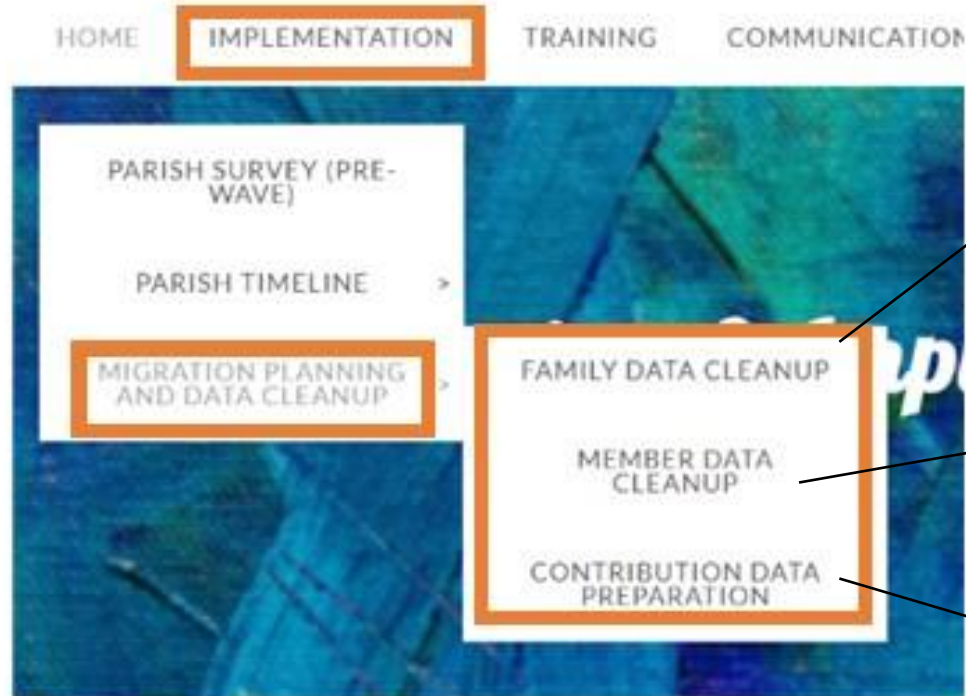 HOME IMPLEMENTATION TRAINING COMMUNICATION
PARISH SURVEY (PRE-
WAVE)
PARISH TIMELINE >
MIGRATION PLANNING >
AND DATA CLEANUP
FAMILY DATA CLEANUP
MEMBER DATA
CLEANUP
CONTRIBUTION DATA
PREPARATION